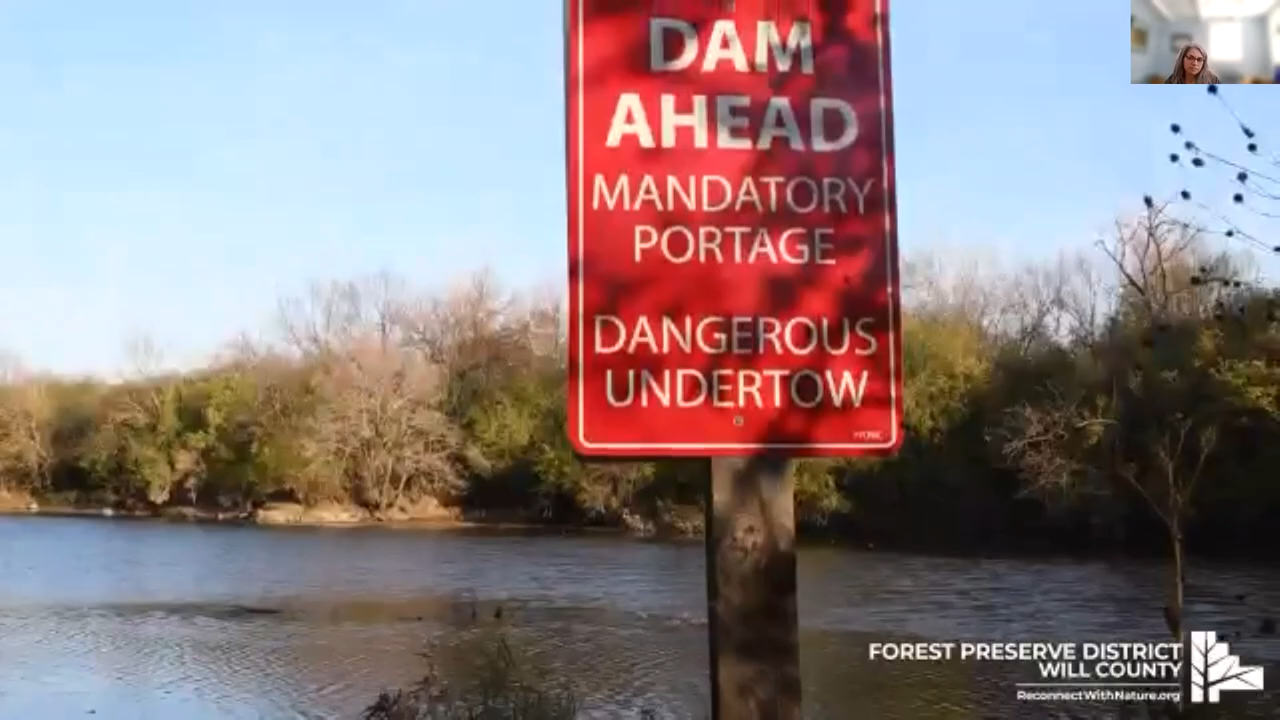 DAM
AHEAD
MANDATORY
PORTAGE
DANGEROUS
UNDERTOW
FOREST PRESERVE DISTRICT
WILL COUNTY
ReconnectWithNature.org